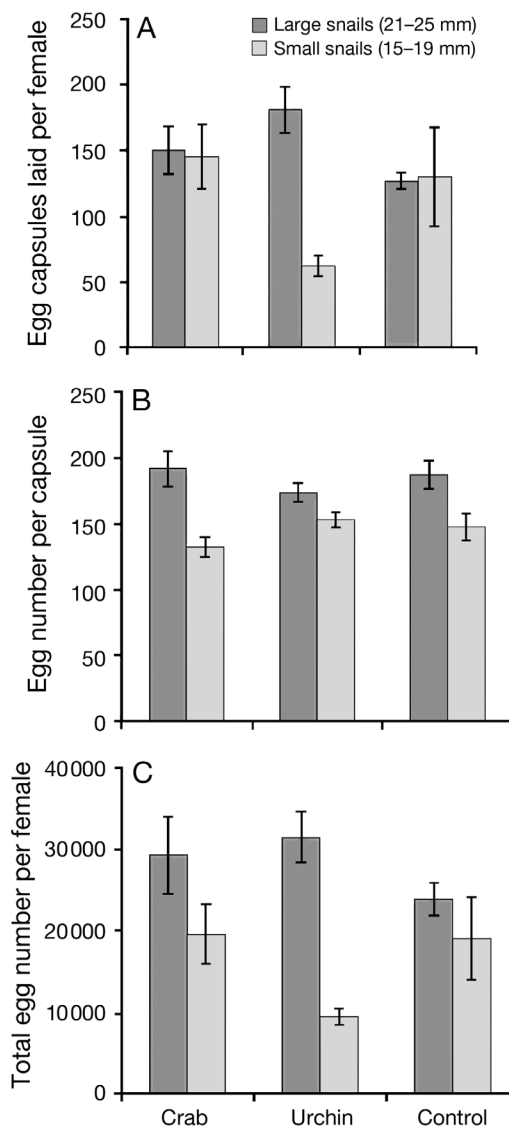 A
Large snails (21–25 mm)
Small snails (15–19 mm)
Egg capsules laid per female
250
200
150
100
50
0
B
Egg number per capsule
250
200
150
100
50
0
C
Total egg number per female
40000
30000
20000
10000
0
Crab Urchin Control